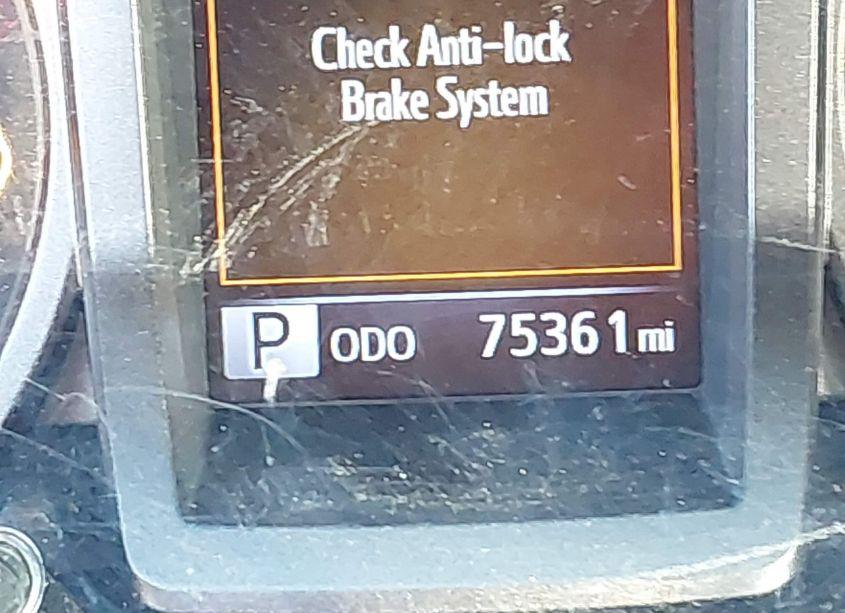 Check Anti-lock
Brake System
P ODO 75361 mi